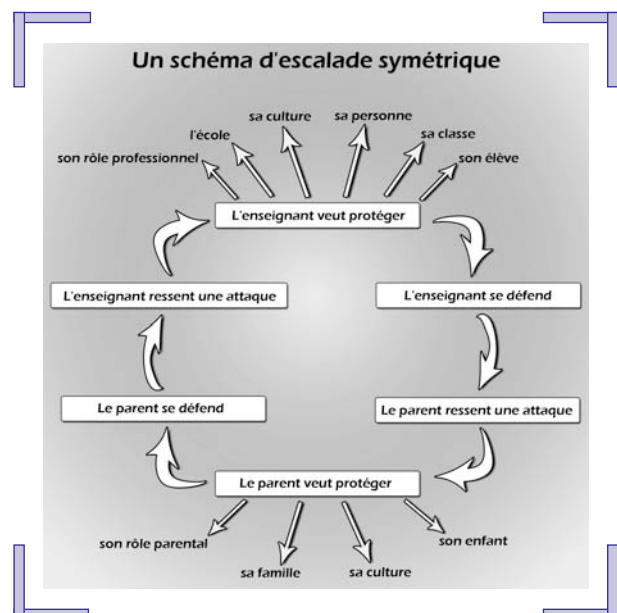 Un schéma d'escalade symétrique
sa culture
sa personne
l'école
sa classe
son rôle professionnel
son élève
L'enseignant veut protéger
L'enseignant ressent une attaque
L'enseignant se défend
Le parent se défend
Le parent ressent une attaque
Le parent veut protéger
son rôle parental
son enfant
sa famille
sa culture